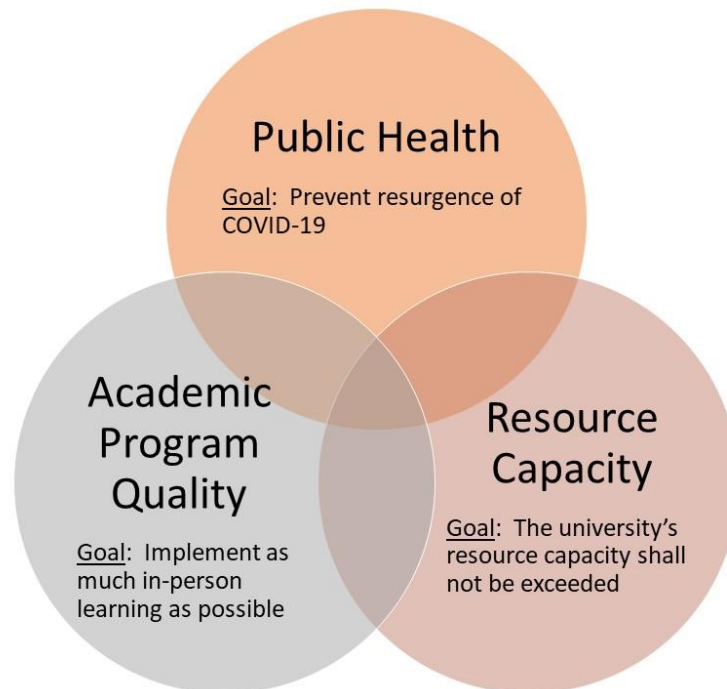 Public Health
Goal:  Prevent resurgence of
COVID-19
Academic
Program
Quality
Goal:  Implement as
much in-person
learning as possible
Resource
Capacity
Goal:  The university’s
resource capacity shall
not be exceeded